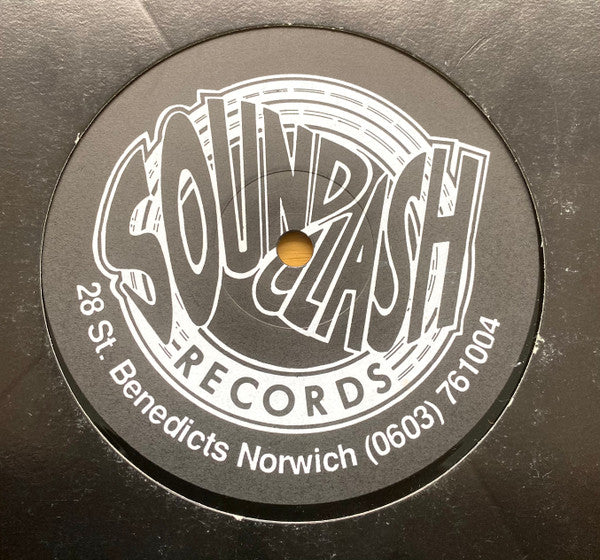 SOUNDCLASH
RECORDS
28 St. Benedicts Norwich (0603) 761004